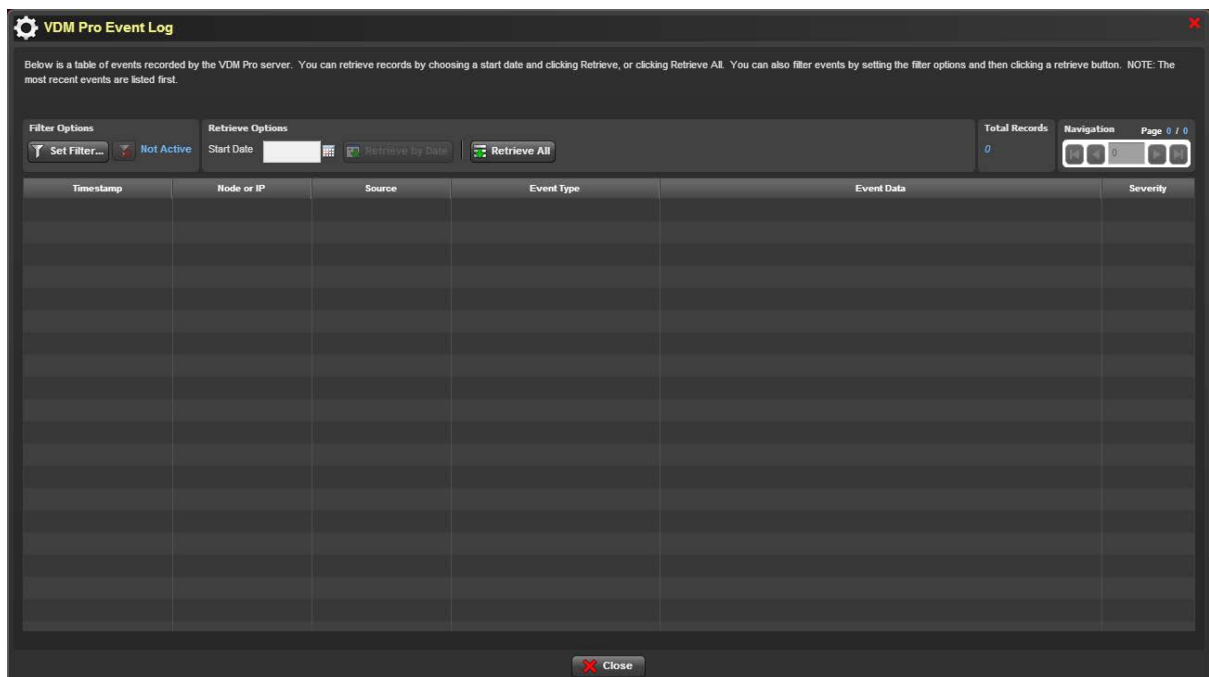 VDM Pro Event Log
Below is a table of events recorded by the VDM Pro server. You can retrieve records by choosing a start date and clicking Retrieve, or clicking Retrieve All. You can also filter events by setting the filter options and then clicking a retrieve button. NOTE: The
most recent events are listed first.
Filter Options Retrieve Options Total Records Navigation Page 0 / 0
Set Filter... Not Active Start Date Retrieve by Date Retrieve All 0 0
Timestamp Node or IP Source Event Type Event Data Severity
Close